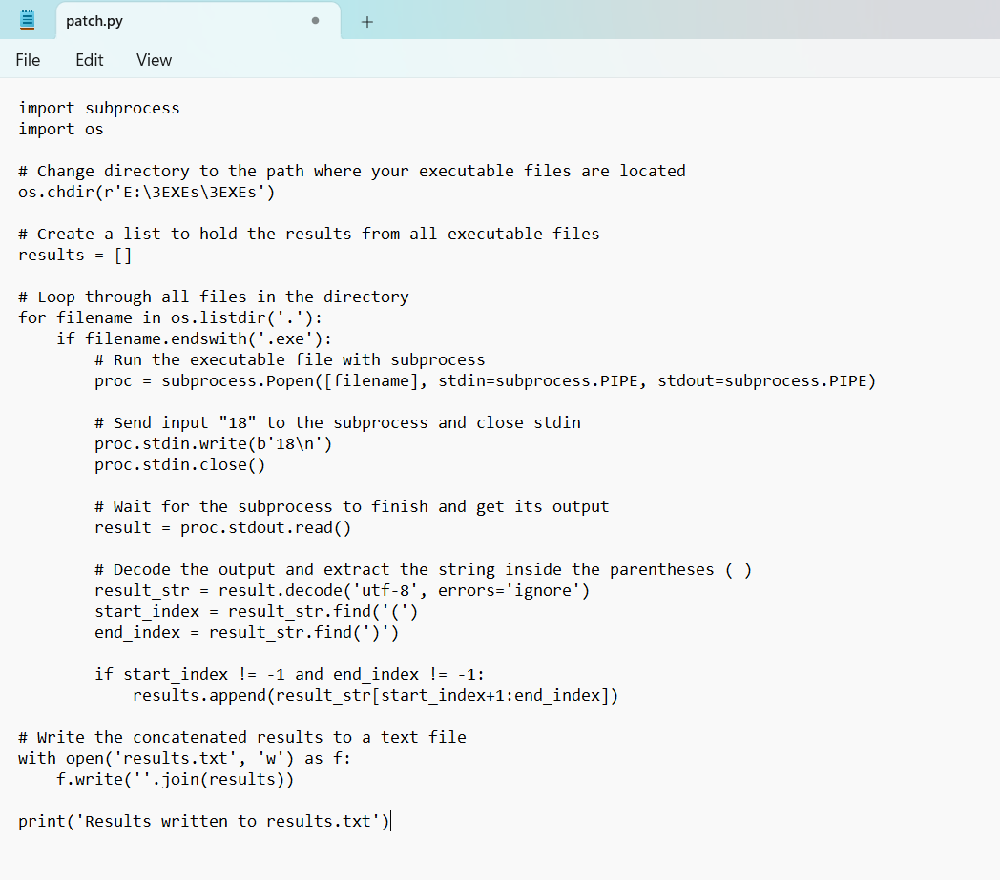 patch.py
File Edit View
import subprocess
import os
# Change directory to the path where your executable files are located
os.chdir(r'E:\3EXEs\3EXEs')
# Create a list to hold the results from all executable files
results = []
# Loop through all files in the directory
for filename in os.listdir('.'):
    if filename.endswith('.exe'):
        # Run the executable file with subprocess
        proc = subprocess.Popen([filename], stdin=subprocess.PIPE, stdout=subprocess.PIPE)
        # Send input "18" to the subprocess and close stdin
        proc.stdin.write(b'18\n')
        proc.stdin.close()
        # Wait for the subprocess to finish and get its output
        result = proc.stdout.read()
        # Decode the output and extract the string inside the parentheses ( )
        result_str = result.decode('utf-8', errors='ignore')
        start_index = result_str.find('(')
        end_index = result_str.find(')')
        if start_index != -1 and end_index != -1:
            results.append(result_str[start_index+1:end_index])
# Write the concatenated results to a text file
with open('results.txt', 'w') as f:
    f.write(''.join(results))
print('Results written to results.txt')